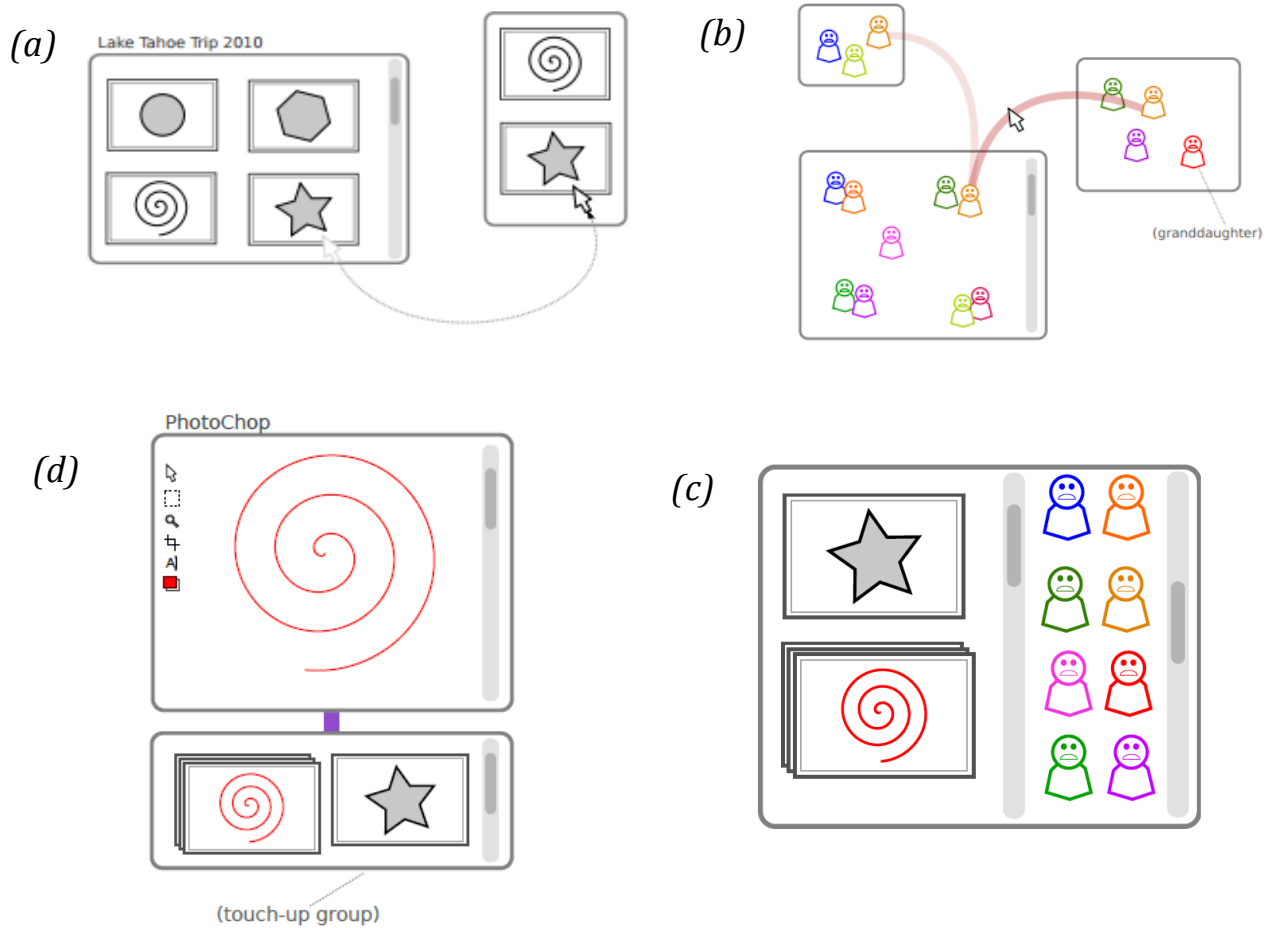 (a)
Lake Tahoe Trip 2010
(b)
(granddaughter)
PhotoChop
(d)
A
(touch-up group)
(c)